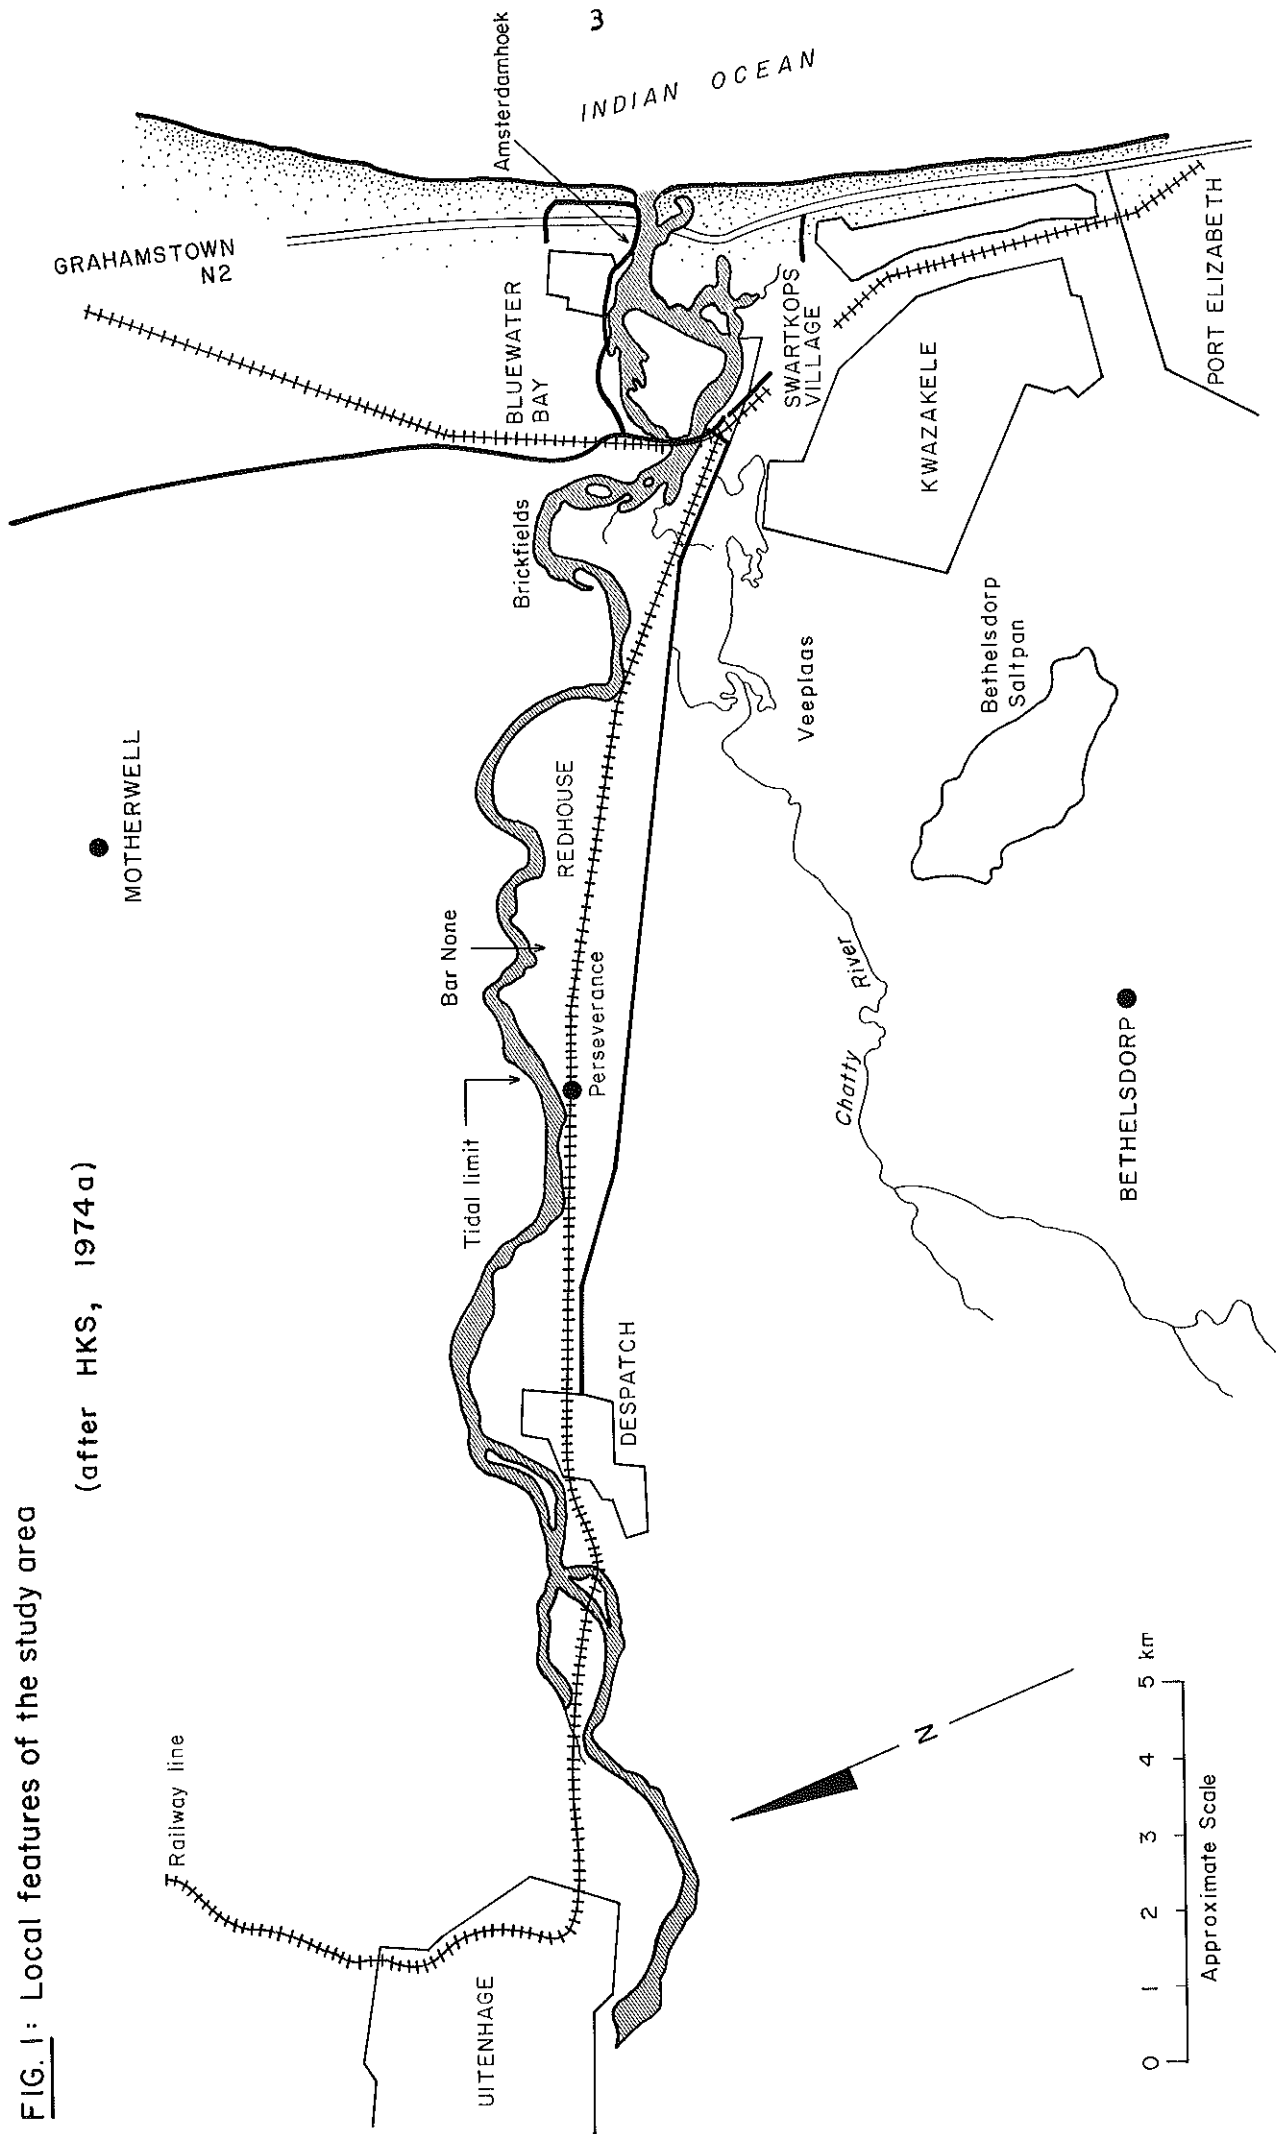 3
FIG. 1: Local features of the study area
(after HKS, 1974a)
GRAHAMSTOWN
N2
Amsterdamhoek
INDIAN OCEAN
BLUEWATER
BAY
Brickfields
MOTHERWELL
REDHOUSE
Bar None
Perseverance
Tidal limit
SWARTKOPS
VILLAGE
KWAZAKELE
PORT ELIZABETH
Veeplaas
Bethelsdorp
Saltpan
Chatty River
BETHELSDORP
DESPATCH
Railway line
UITENHAGE
N
0 1 2 3 4 5 km
Approximate Scale